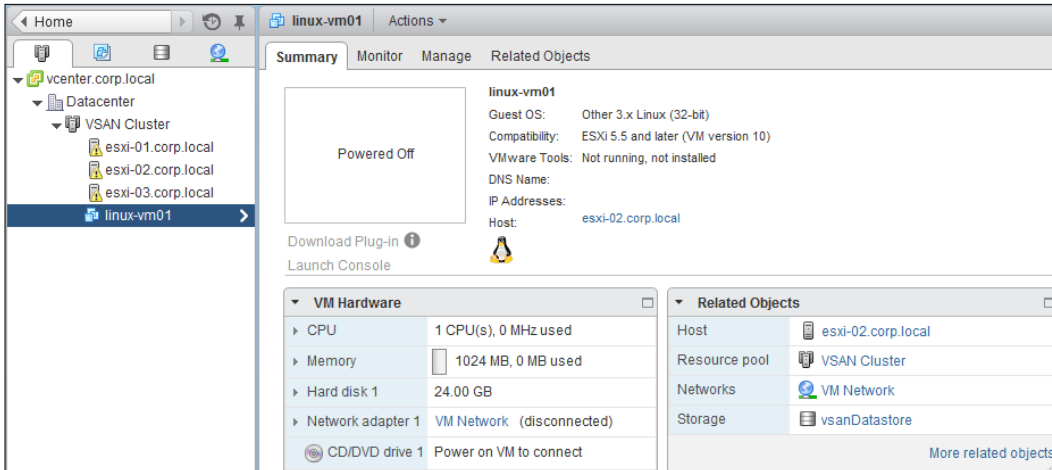 Home
linux-vm01 Actions
Summary Monitor Manage Related Objects
vcenter.corp.local
Datacenter
VSAN Cluster
esxi-01.corp.local
esxi-02.corp.local
esxi-03.corp.local
linux-vm01
Powered Off
Download Plug-in
Launch Console
linux-vm01
Guest OS: Other 3.x Linux (32-bit)
Compatibility: ESXi 5.5 and later (VM version 10)
VMware Tools: Not running, not installed
DNS Name:
IP Addresses:
Host: esxi-02.corp.local
VM Hardware
CPU 1 CPU(s), 0 MHz used
Memory 1024 MB, 0 MB used
Hard disk 1 24.00 GB
Network adapter 1 VM Network (disconnected)
CD/DVD drive 1 Power on VM to connect
Related Objects
Host esxi-02.corp.local
Resource pool VSAN Cluster
Networks VM Network
Storage vsanDatastore
More related objects